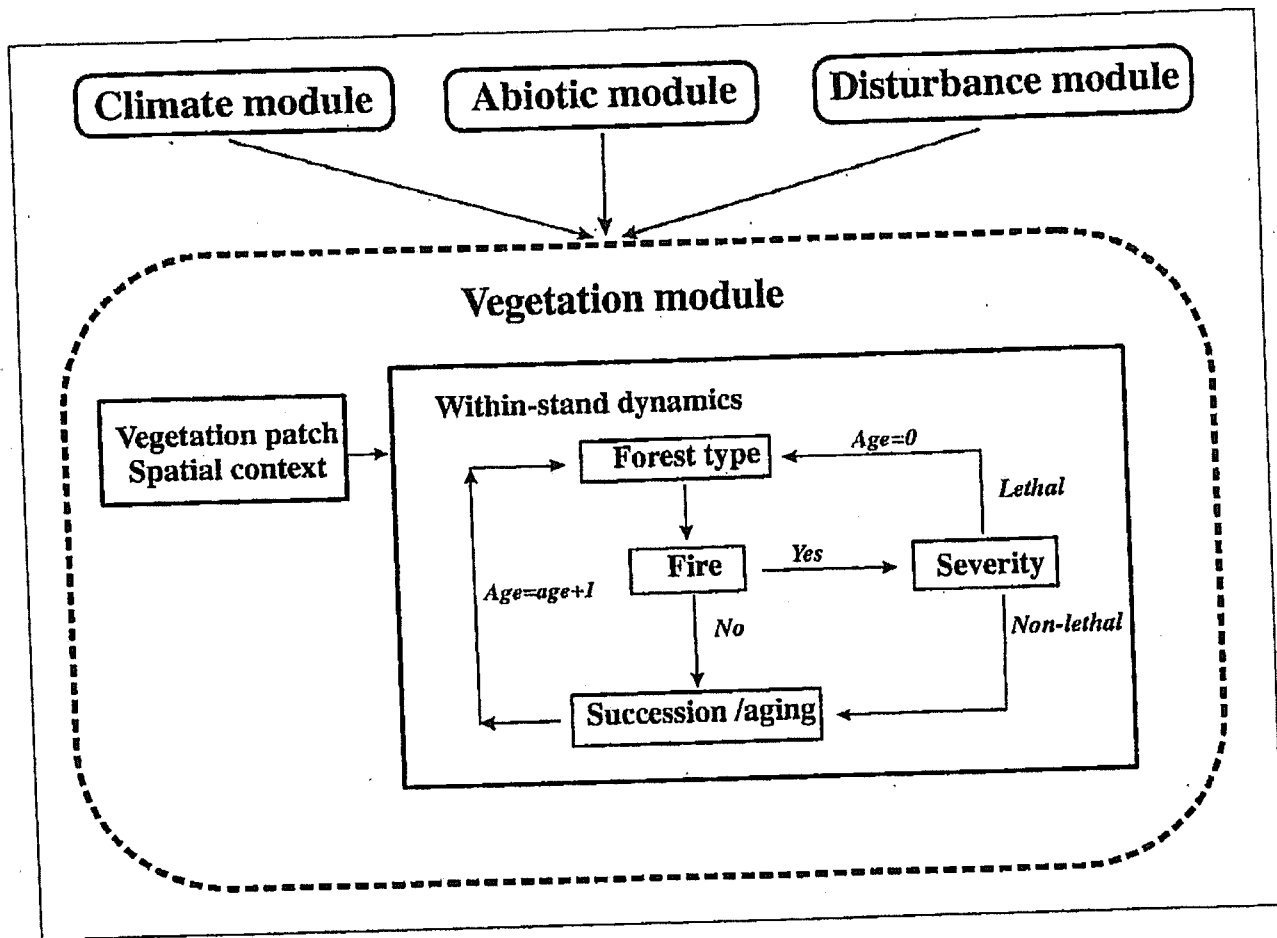 Climate module
Abiotic module
Disturbance module
Vegetation module
Vegetation patch
Spatial context
Within-stand dynamics
Forest type
Age=0
Lethal
Fire
Yes
Severity
Age=age+1
No
Non-lethal
Succession /aging